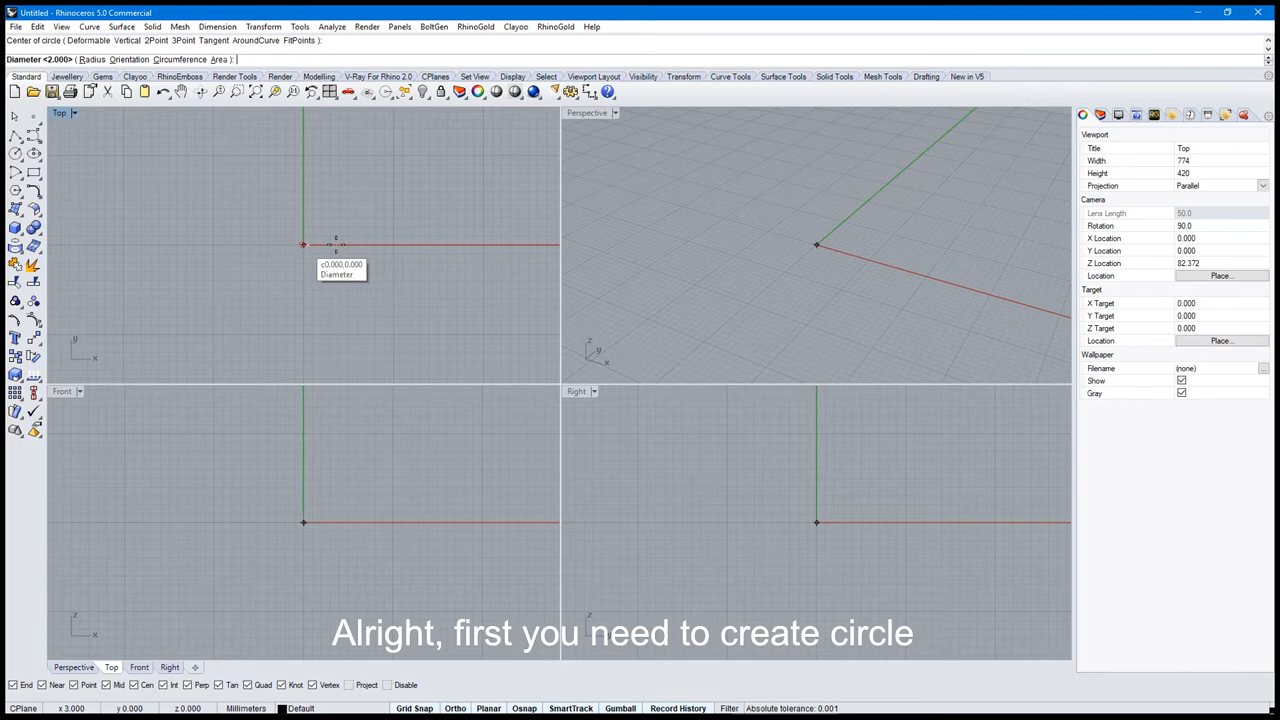 Untitled - Rhinoceros 5.0 Commercial
File Edit View Curve Surface Solid Mesh Dimension Transform Tools Analyze Render Panels BoltGen RhinoGold Clayoo RhinoGold Help
Center of circle ( Deformable Vertical 2Point 3Point Tangent AroundCurve FitPoints ):
Diameter <2.000> ( Radius Orientation Circumference Area ):
Standard Jewellery Gems Clayoo RhinoEmboss Render Tools Render Modelling V-Ray For Rhino 2.0 CPlanes Set View Display Select Viewport Layout Visibility Transform Curve Tools Surface Tools Solid Tools Mesh Tools Drafting New in V5
Top
Perspective
Viewport
Title Top
Width 774
Height 420
Projection Parallel
Camera
Lens Length 50.0
Rotation 90.0
X Location 0.000
Y Location 0.000
Z Location 82.372
Location Place...
Target
X Target 0.000
Y Target 0.000
Z Target 0.000
Location Place...
Wallpaper
Filename (none) ...
Show
Gray
c0.000,0.000
Diameter
y
x
z
y
x
Front
Right
z
x
z
y
Alright, first you need to create circle
Perspective Top Front Right
End Near Point Mid Cen Int Perp Tan Quad Knot Vertex Project Disable
CPlane x 3.000 y 0.000 z 0.000 Millimeters Default Grid Snap Ortho Planar Osnap SmartTrack Gumball Record History Filter Absolute tolerance: 0.001